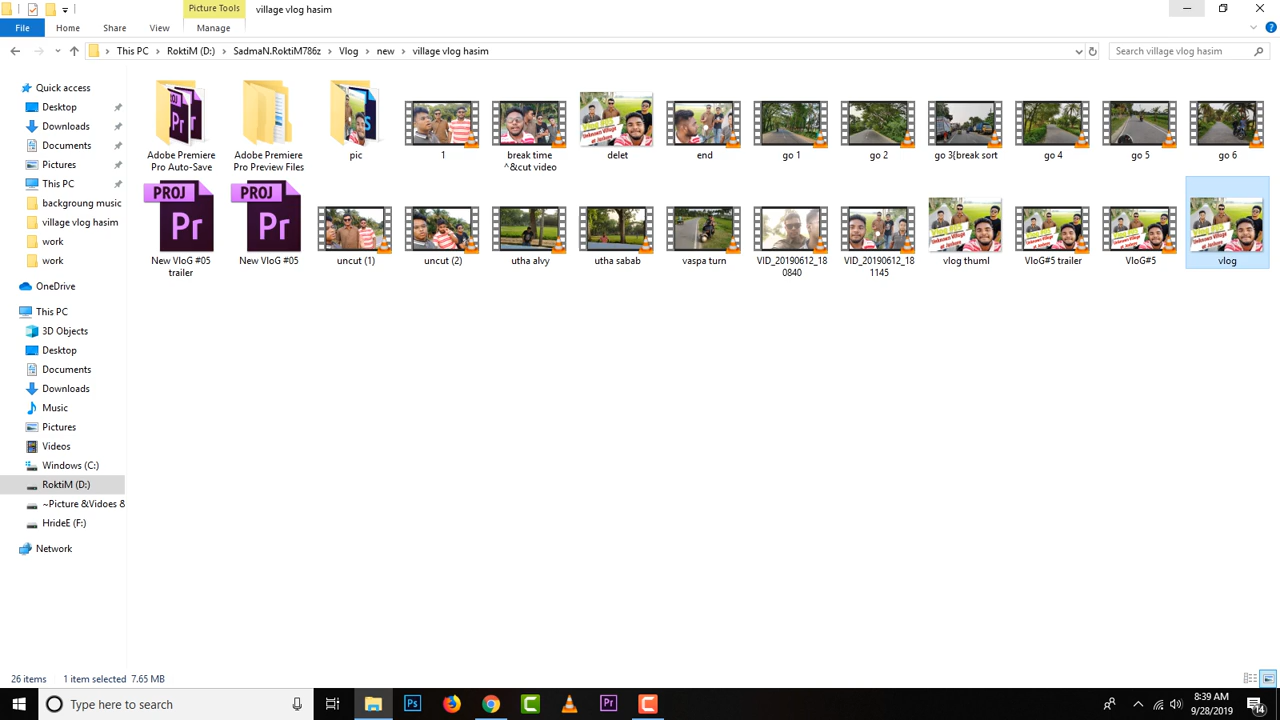 Picture Tools
village vlog hasim
File
Home
Share
View
Manage
This PC
RoktiM (D:)
SadmaN.RoktiM786z
Vlog
new
village vlog hasim
Search village vlog hasim
Quick access
Desktop
Downloads
Documents
Pictures
This PC
backgroung music
village vlog hasim
work
work
OneDrive
This PC
3D Objects
Desktop
Documents
Downloads
Music
Pictures
Videos
Windows (C:)
RoktiM (D:)
~Picture &Vidoes &
HrideE (F:)
Network
Adobe Premiere
Pro Auto-Save
Adobe Premiere
Pro Preview Files
pic
1
break time
^&cut video
delet
end
go 1
go 2
go 3{break sort
go 4
go 5
go 6
PROJ
Pr
New VloG #05
trailer
PROJ
Pr
New VloG #05
uncut (1)
uncut (2)
utha alvy
utha sabab
vaspa turn
VID_20190612_18
0840
VID_20190612_18
1145
vlog thuml
VloG#5 trailer
VloG#5
vlog
26 items
1 item selected 7.65 MB
Type here to search
Ps
Pr
8:39 AM
9/28/2019
14